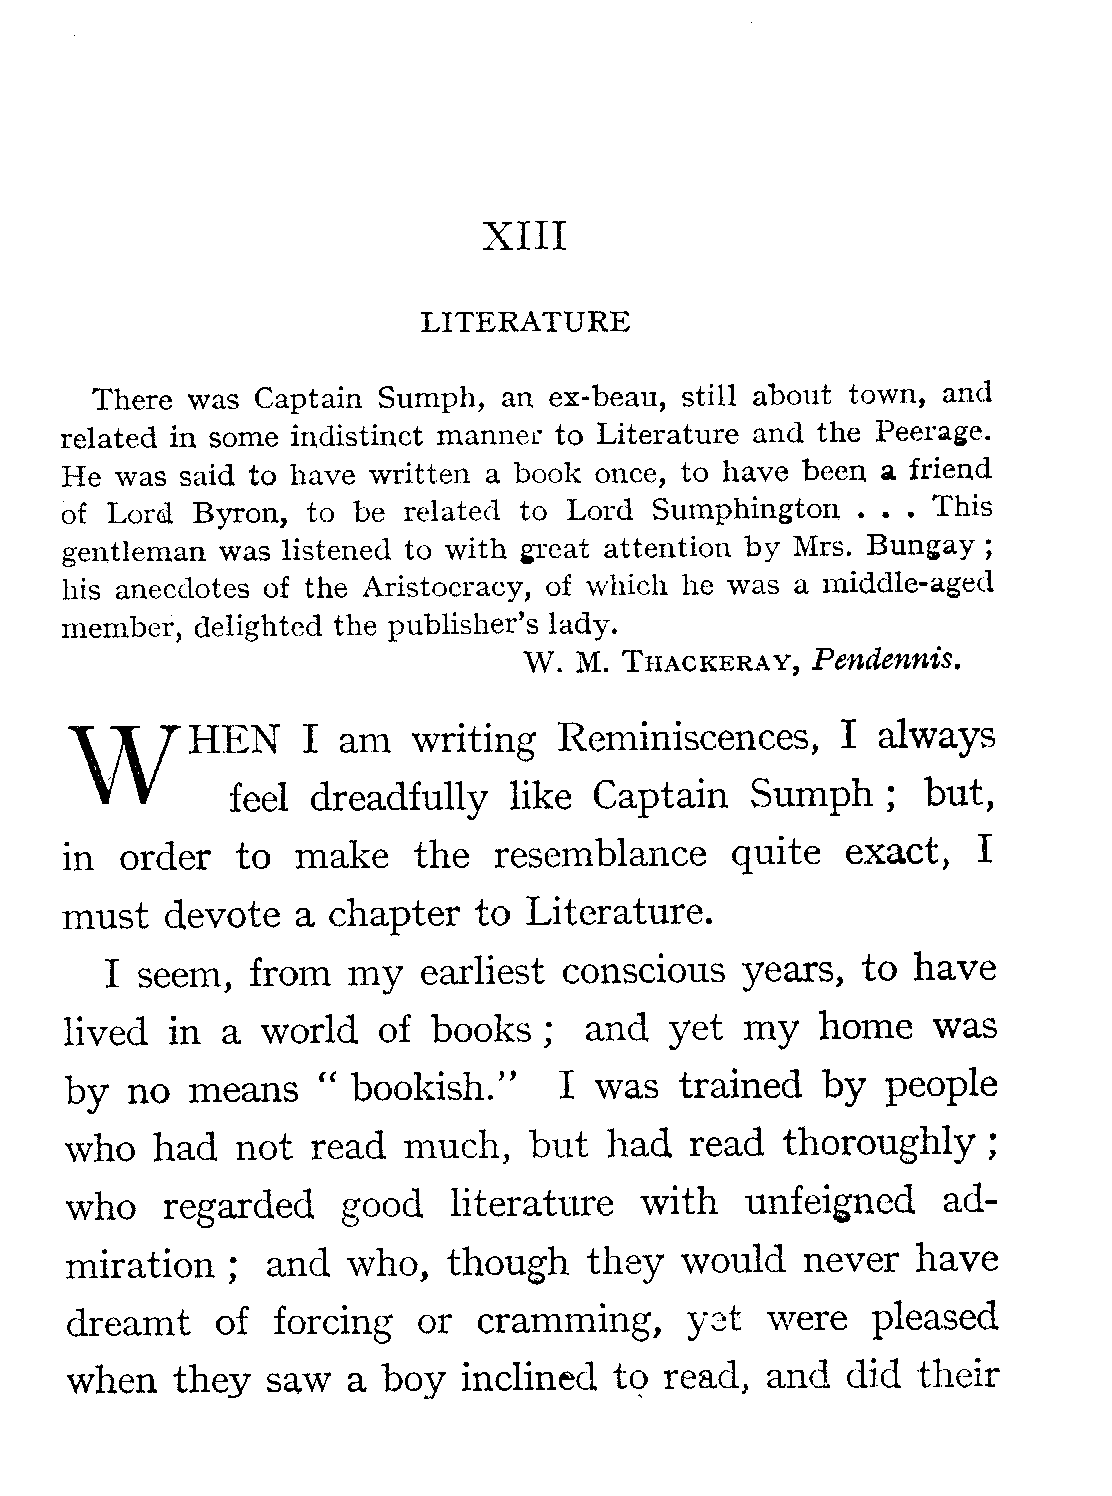 XIII
LITERATURE
There was Captain Sumph, an ex-beau, still about town, and
related in some indistinct manner to Literature and the Peerage.
He was said to have written a book once, to have been a friend
of Lord Byron, to be related to Lord Sumphington . . . This
gentleman was listened to with great attention by Mrs. Bungay ;
his anecdotes of the Aristocracy, of which he was a middle-aged
member, delighted the publisher's lady.
W. M. THACKERAY, Pendennis.
WHEN I am writing Reminiscences, I always
feel dreadfully like Captain Sumph ; but,
in order to make the resemblance quite exact, I
must devote a chapter to Literature.
I seem, from my earliest conscious years, to have
lived in a world of books ; and yet my home was
by no means " bookish." I was trained by people
who had not read much, but had read thoroughly ;
who regarded good literature with unfeigned ad-
miration ; and who, though they would never have
dreamt of forcing or cramming, yet were pleased
when they saw a boy inclined to read, and did their